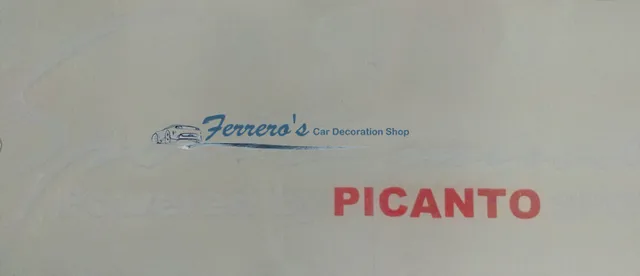 Ferrero's Car Decoration Shop
PICANTO